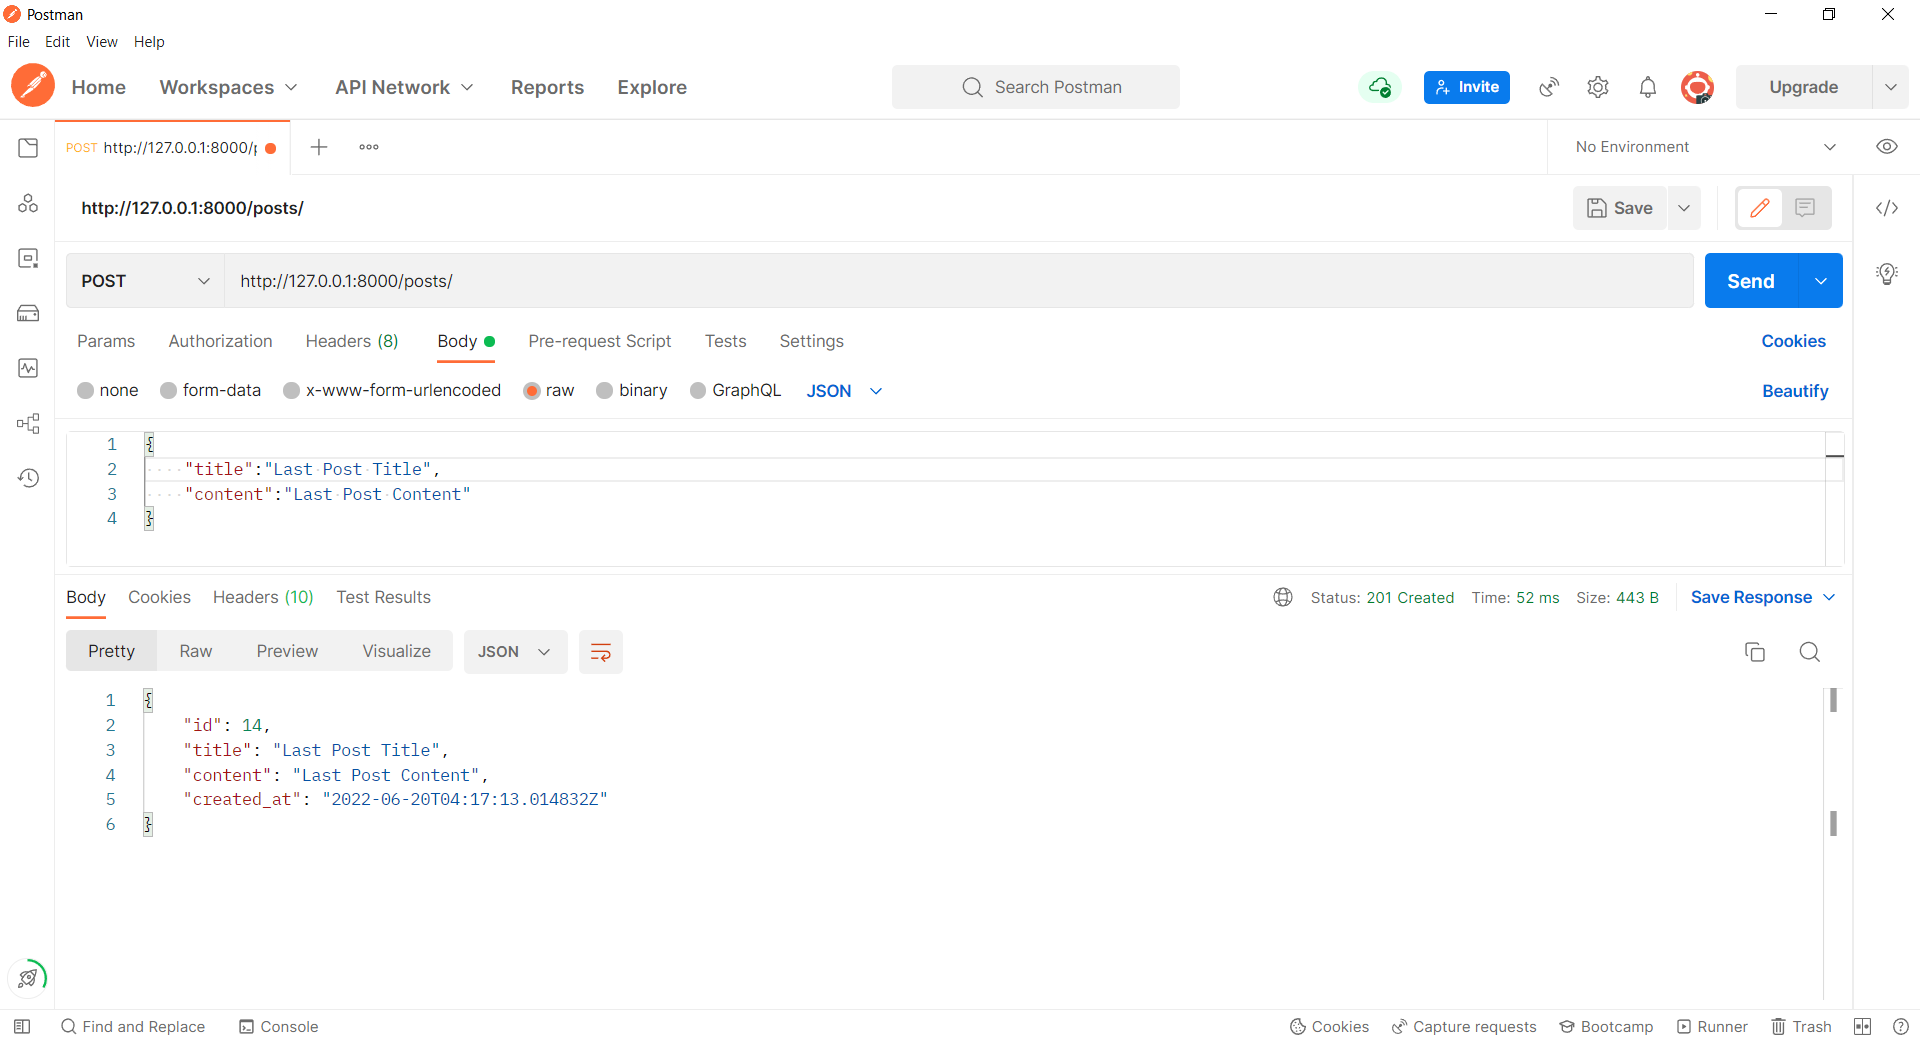 Postman
File Edit View Help
Home Workspaces API Network Reports Explore Search Postman Invite Upgrade
POST http://127.0.0.1:8000/ No Environment
http://127.0.0.1:8000/posts/ Save
POST http://127.0.0.1:8000/posts/ Send
Params Authorization Headers (8) Body Pre-request Script Tests Settings Cookies
none form-data x-www-form-urlencoded raw binary GraphQL JSON Beautify
1 {
2 "title":"Last Post Title",
3 "content":"Last Post Content"
4 }
Body Cookies Headers (10) Test Results Status: 201 Created Time: 52 ms Size: 443 B Save Response
Pretty Raw Preview Visualize JSON
1 {
2 "id": 14,
3 "title": "Last Post Title",
4 "content": "Last Post Content",
5 "created_at": "2022-06-20T04:17:13.014832Z"
6 }
Find and Replace Console Cookies Capture requests Bootcamp Runner Trash